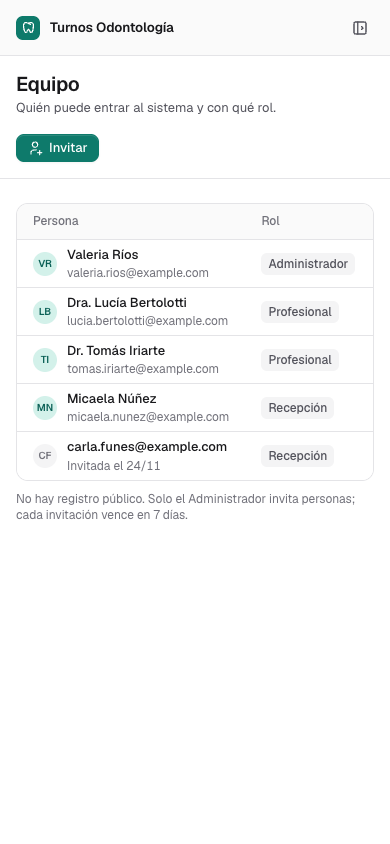 Turnos Odontología
Equipo
Quién puede entrar al sistema y con qué rol.
Invitar
Persona Rol
VR Valeria Ríos Administrador
valeria.rios@example.com
LB Dra. Lucía Bertolotti Profesional
lucia.bertolotti@example.com
TI Dr. Tomás Iriarte Profesional
tomas.iriarte@example.com
MN Micaela Núñez Recepción
micaela.nunez@example.com
CF carla.funes@example.com Recepción
Invitada el 24/11
No hay registro público. Solo el Administrador invita personas;
cada invitación vence en 7 días.